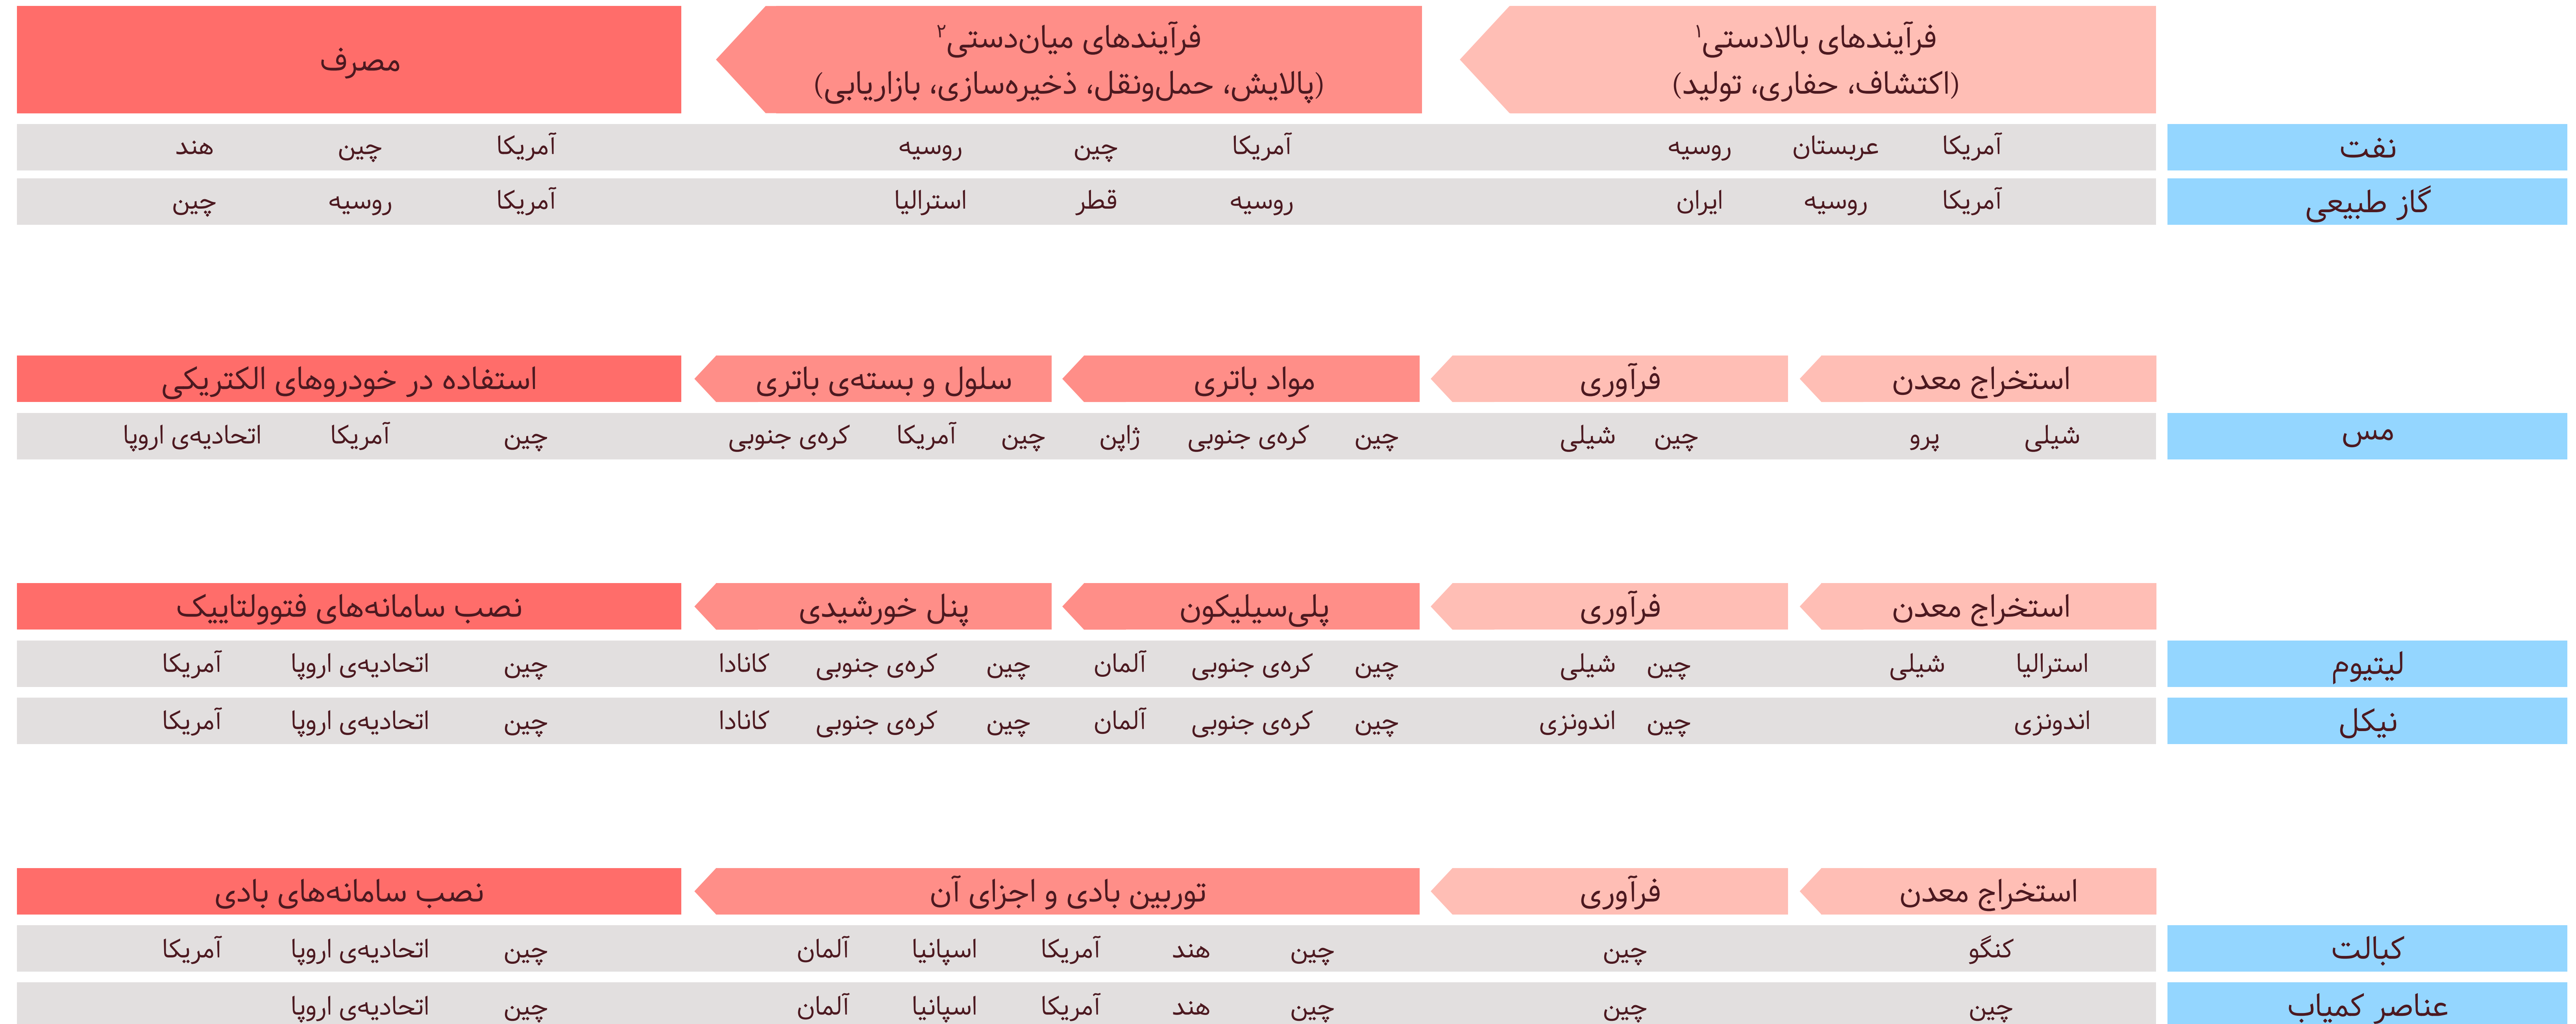 فرآیندهای بالادستی۱
(اکتشاف، حفاری، تولید)
فرآیندهای میان‌دستی۲
(پالایش، حمل‌ونقل، ذخیره‌سازی، بازاریابی)
مصرف
نفت آمریکا عربستان روسیه آمریکا چین روسیه آمریکا چین هند
گاز طبیعی آمریکا روسیه ایران روسیه قطر استرالیا آمریکا روسیه چین
استخراج معدن فرآوری مواد باتری سلول و بسته‌ی باتری استفاده در خودروهای الکتریکی
مس شیلی پرو چین شیلی چین کره‌ی جنوبی ژاپن چین آمریکا کره‌ی جنوبی چین آمریکا اتحادیه‌ی اروپا
استخراج معدن فرآوری پلی‌سیلیکون پنل خورشیدی نصب سامانه‌های فتوولتاییک
لیتیوم استرالیا شیلی چین شیلی چین کره‌ی جنوبی آلمان چین کره‌ی جنوبی کانادا چین اتحادیه‌ی اروپا آمریکا
نیکل اندونزی چین اندونزی چین کره‌ی جنوبی آلمان چین کره‌ی جنوبی کانادا چین اتحادیه‌ی اروپا آمریکا
استخراج معدن فرآوری توربین بادی و اجزای آن نصب سامانه‌های بادی
کبالت کنگو چین چین هند آمریکا اسپانیا آلمان چین اتحادیه‌ی اروپا آمریکا
عناصر کمیاب چین چین چین هند آمریکا اسپانیا آلمان چین اتحادیه‌ی اروپا